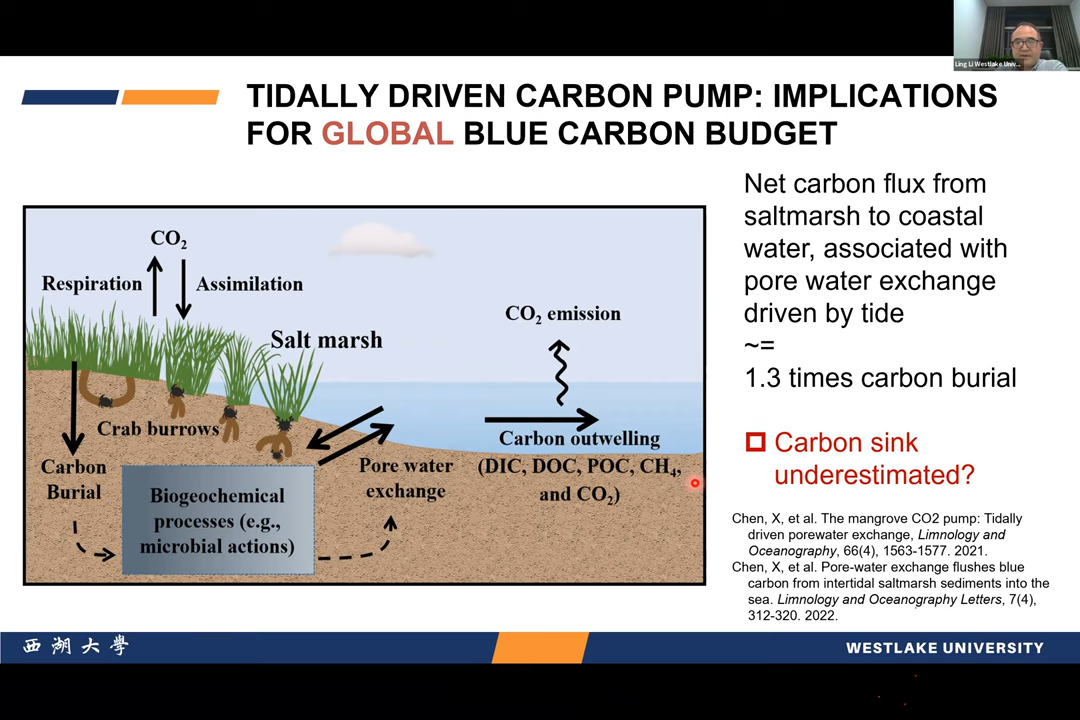 Ling Li Westlake Univ...
TIDALLY DRIVEN CARBON PUMP: IMPLICATIONS
FOR GLOBAL BLUE CARBON BUDGET
CO₂
Respiration
Assimilation
Salt marsh
CO₂ emission
Crab burrows
Carbon
Burial
Biogeochemical
processes (e.g.,
microbial actions)
Pore water
exchange
Carbon outwelling
(DIC, DOC, POC, CH₄,
and CO₂)
Net carbon flux from
saltmarsh to coastal
water, associated with
pore water exchange
driven by tide
~=
1.3 times carbon burial
Carbon sink
underestimated?
Chen, X, et al. The mangrove CO2 pump: Tidally
driven porewater exchange, Limnology and
Oceanography, 66(4), 1563-1577. 2021.
Chen, X, et al. Pore-water exchange flushes blue
carbon from intertidal saltmarsh sediments into the
sea. Limnology and Oceanography Letters, 7(4),
312-320. 2022.
西湖大學
WESTLAKE UNIVERSITY